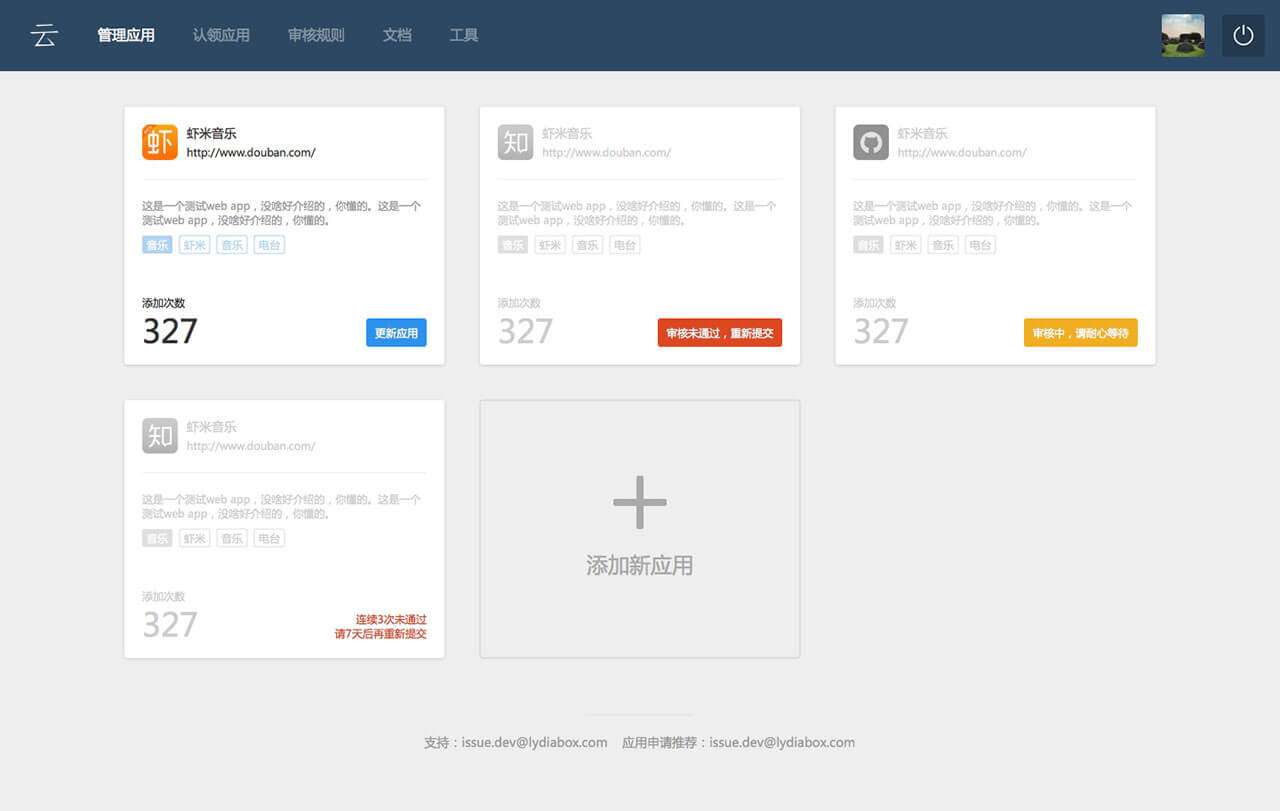 云 管理应用 认领应用 审核规则 文档 工具
虾 虾米音乐
http://www.douban.com/
这是一个测试web app，没啥好介绍的，你懂的。这是一个
测试web app，没啥好介绍的，你懂的。
音乐 虾米 音乐 电台
添加次数
327
更新应用
知 虾米音乐
http://www.douban.com/
这是一个测试web app，没啥好介绍的，你懂的。这是一个
测试web app，没啥好介绍的，你懂的。
音乐 虾米 音乐 电台
添加次数
327
审核未通过，重新提交
虾米音乐
http://www.douban.com/
这是一个测试web app，没啥好介绍的，你懂的。这是一个
测试web app，没啥好介绍的，你懂的。
音乐 虾米 音乐 电台
添加次数
327
审核中，请耐心等待
知 虾米音乐
http://www.douban.com/
这是一个测试web app，没啥好介绍的，你懂的。这是一个
测试web app，没啥好介绍的，你懂的。
音乐 虾米 音乐 电台
添加次数
327
连续3次未通过
请7天后再重新提交
添加新应用
支持：issue.dev@lydiabox.com 应用申请推荐：issue.dev@lydiabox.com